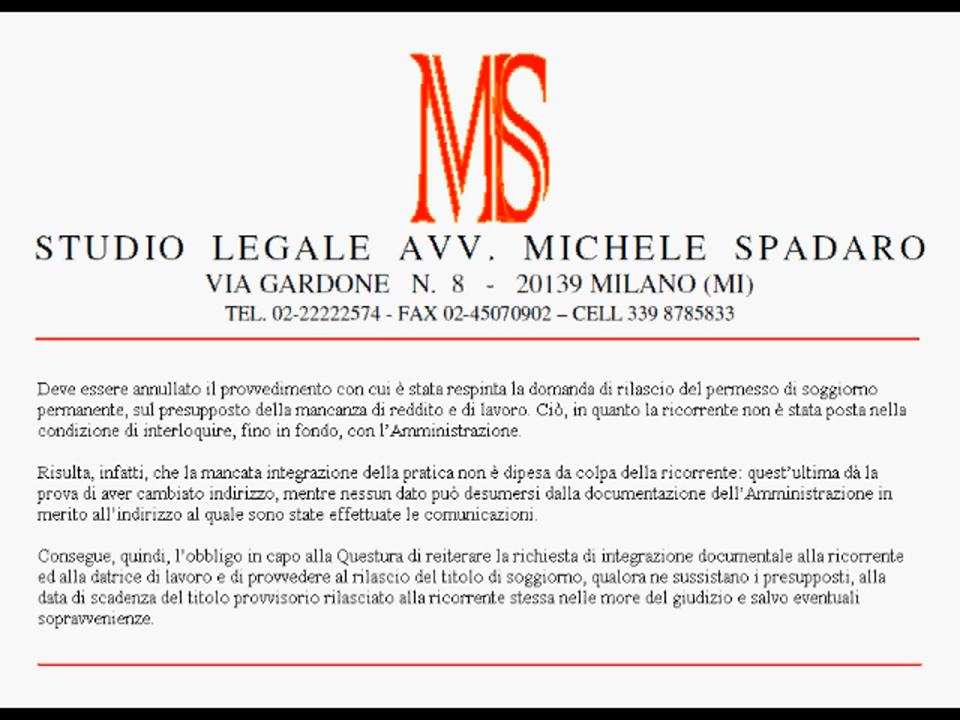 MS
STUDIO LEGALE AVV. MICHELE SPADARO
VIA GARDONE N. 8 - 20139 MILANO (MI)
TEL. 02-22222574 - FAX 02-45070902 – CELL 339 8785833
Deve essere annullato il provvedimento con cui è stata respinta la domanda di rilascio del permesso di soggiorno
permanente, sul presupposto della mancanza di reddito e di lavoro. Ciò, in quanto la ricorrente non è stata posta nella
condizione di interloquire, fino in fondo, con l'Amministrazione.
Risulta, infatti, che la mancata integrazione della pratica non è dipesa da colpa della ricorrente: quest'ultima dà la
prova di aver cambiato indirizzo, mentre nessun dato può desumersi dalla documentazione dell'Amministrazione in
merito all'indirizzo al quale sono state effettuate le comunicazioni.
Consegue, quindi, l'obbligo in capo alla Questura di reiterare la richiesta di integrazione documentale alla ricorrente
ed alla datrice di lavoro e di provvedere al rilascio del titolo di soggiorno, qualora ne sussistano i presupposti, alla
data di scadenza del titolo provvisorio rilasciato alla ricorrente stessa nelle more del giudizio e salvo eventuali
sopravvenienze.